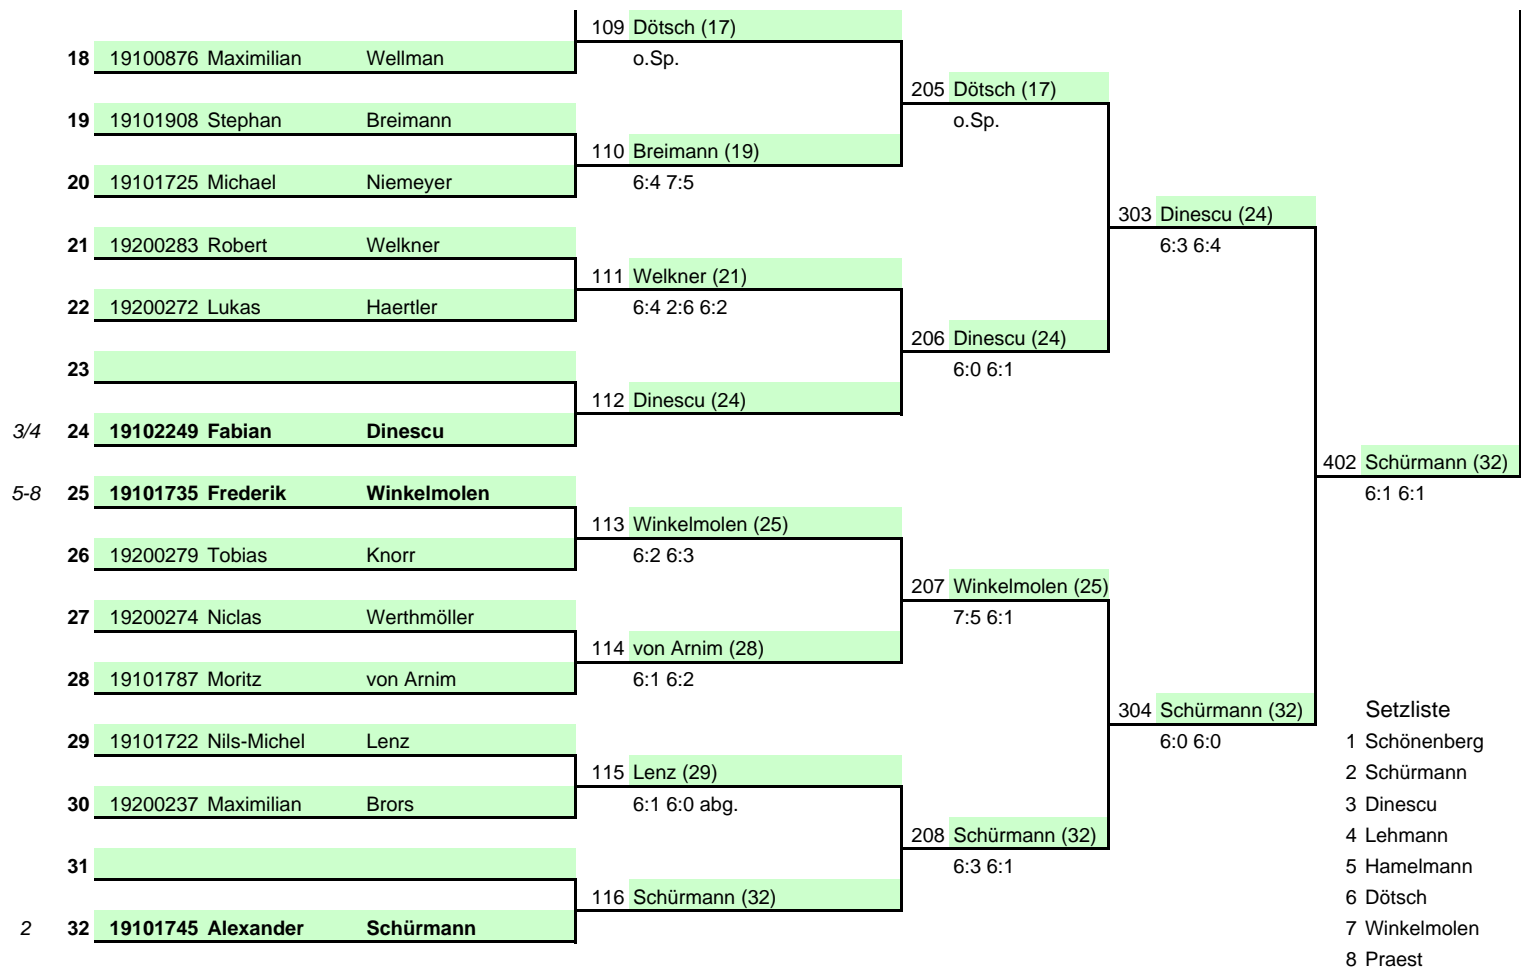 109 Dötsch (17)
18 19100876 Maximilian Wellman o.Sp.
205 Dötsch (17)
19 19101908 Stephan Breimann o.Sp.
110 Breimann (19)
20 19101725 Michael Niemeyer 6:4 7:5
303 Dinescu (24)
21 19200283 Robert Welkner 6:3 6:4
111 Welkner (21)
22 19200272 Lukas Haertler 6:4 2:6 6:2
206 Dinescu (24)
23 6:0 6:1
112 Dinescu (24)
3/4 24 19102249 Fabian Dinescu
402 Schürmann (32)
5-8 25 19101735 Frederik Winkelmolen 6:1 6:1
113 Winkelmolen (25)
26 19200279 Tobias Knorr 6:2 6:3
207 Winkelmolen (25)
27 19200274 Niclas Werthmöller 7:5 6:1
114 von Arnim (28)
28 19101787 Moritz von Arnim 6:1 6:2
304 Schürmann (32) Setzliste
29 19101722 Nils-Michel Lenz 6:0 6:0 1 Schönenberg
115 Lenz (29) 2 Schürmann
30 19200237 Maximilian Brors 6:1 6:0 abg. 3 Dinescu
208 Schürmann (32) 4 Lehmann
31 6:3 6:1 5 Hamelmann
116 Schürmann (32) 6 Dötsch
2 32 19101745 Alexander Schürmann 7 Winkelmolen
8 Praest